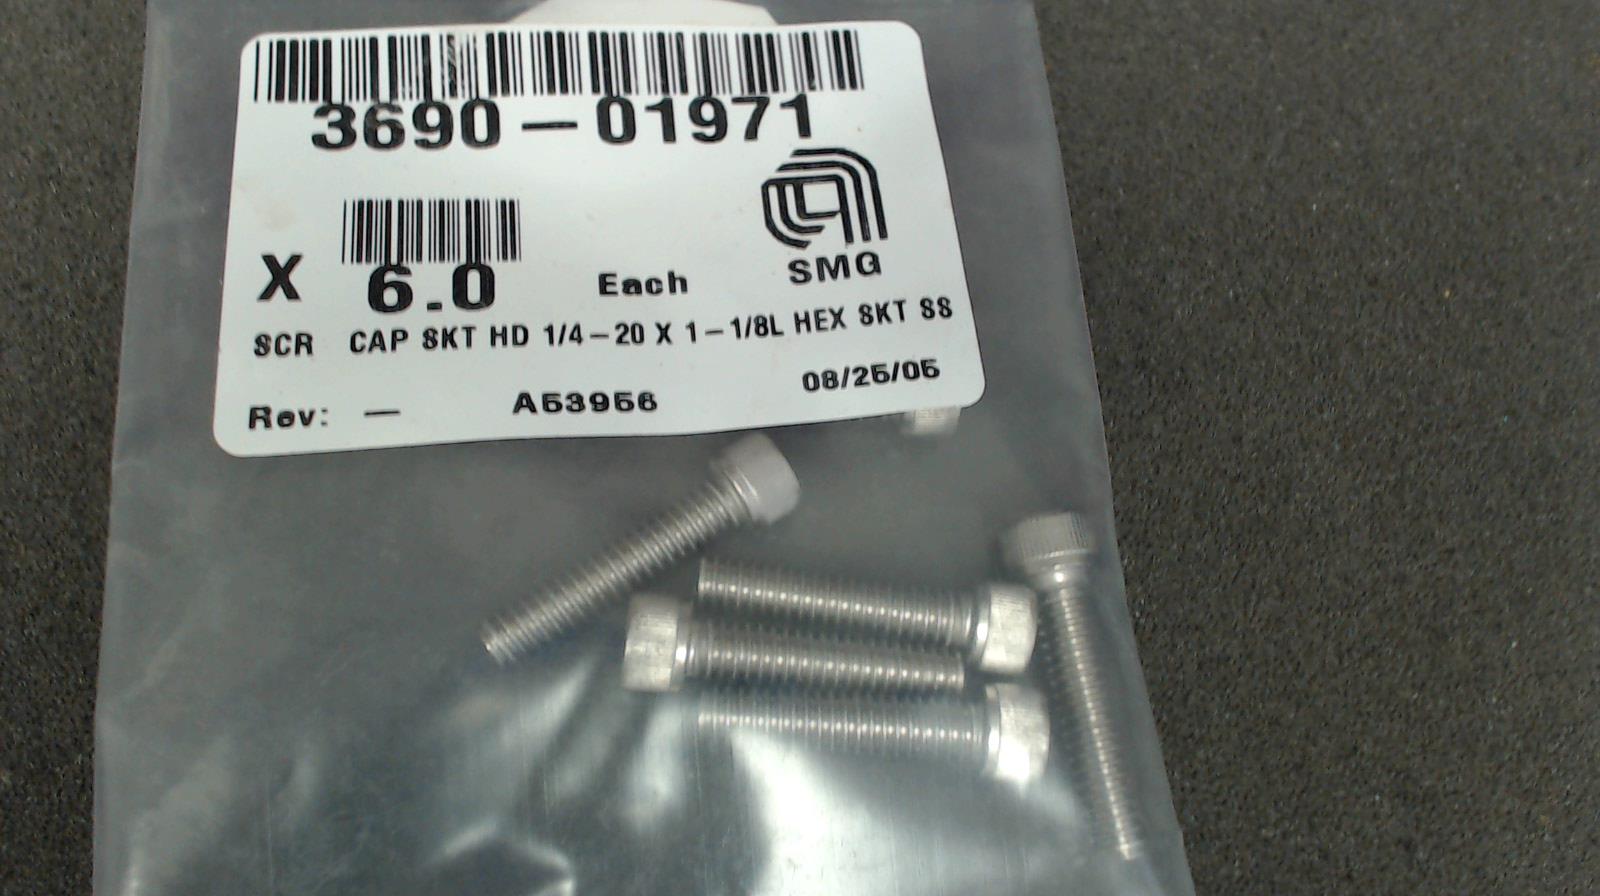 3690-01971
X 6.0 Each SMG
SCR CAP SKT HD 1/4-20 X 1-1/8L HEX SKT SS
Rev: - A53956 08/25/05